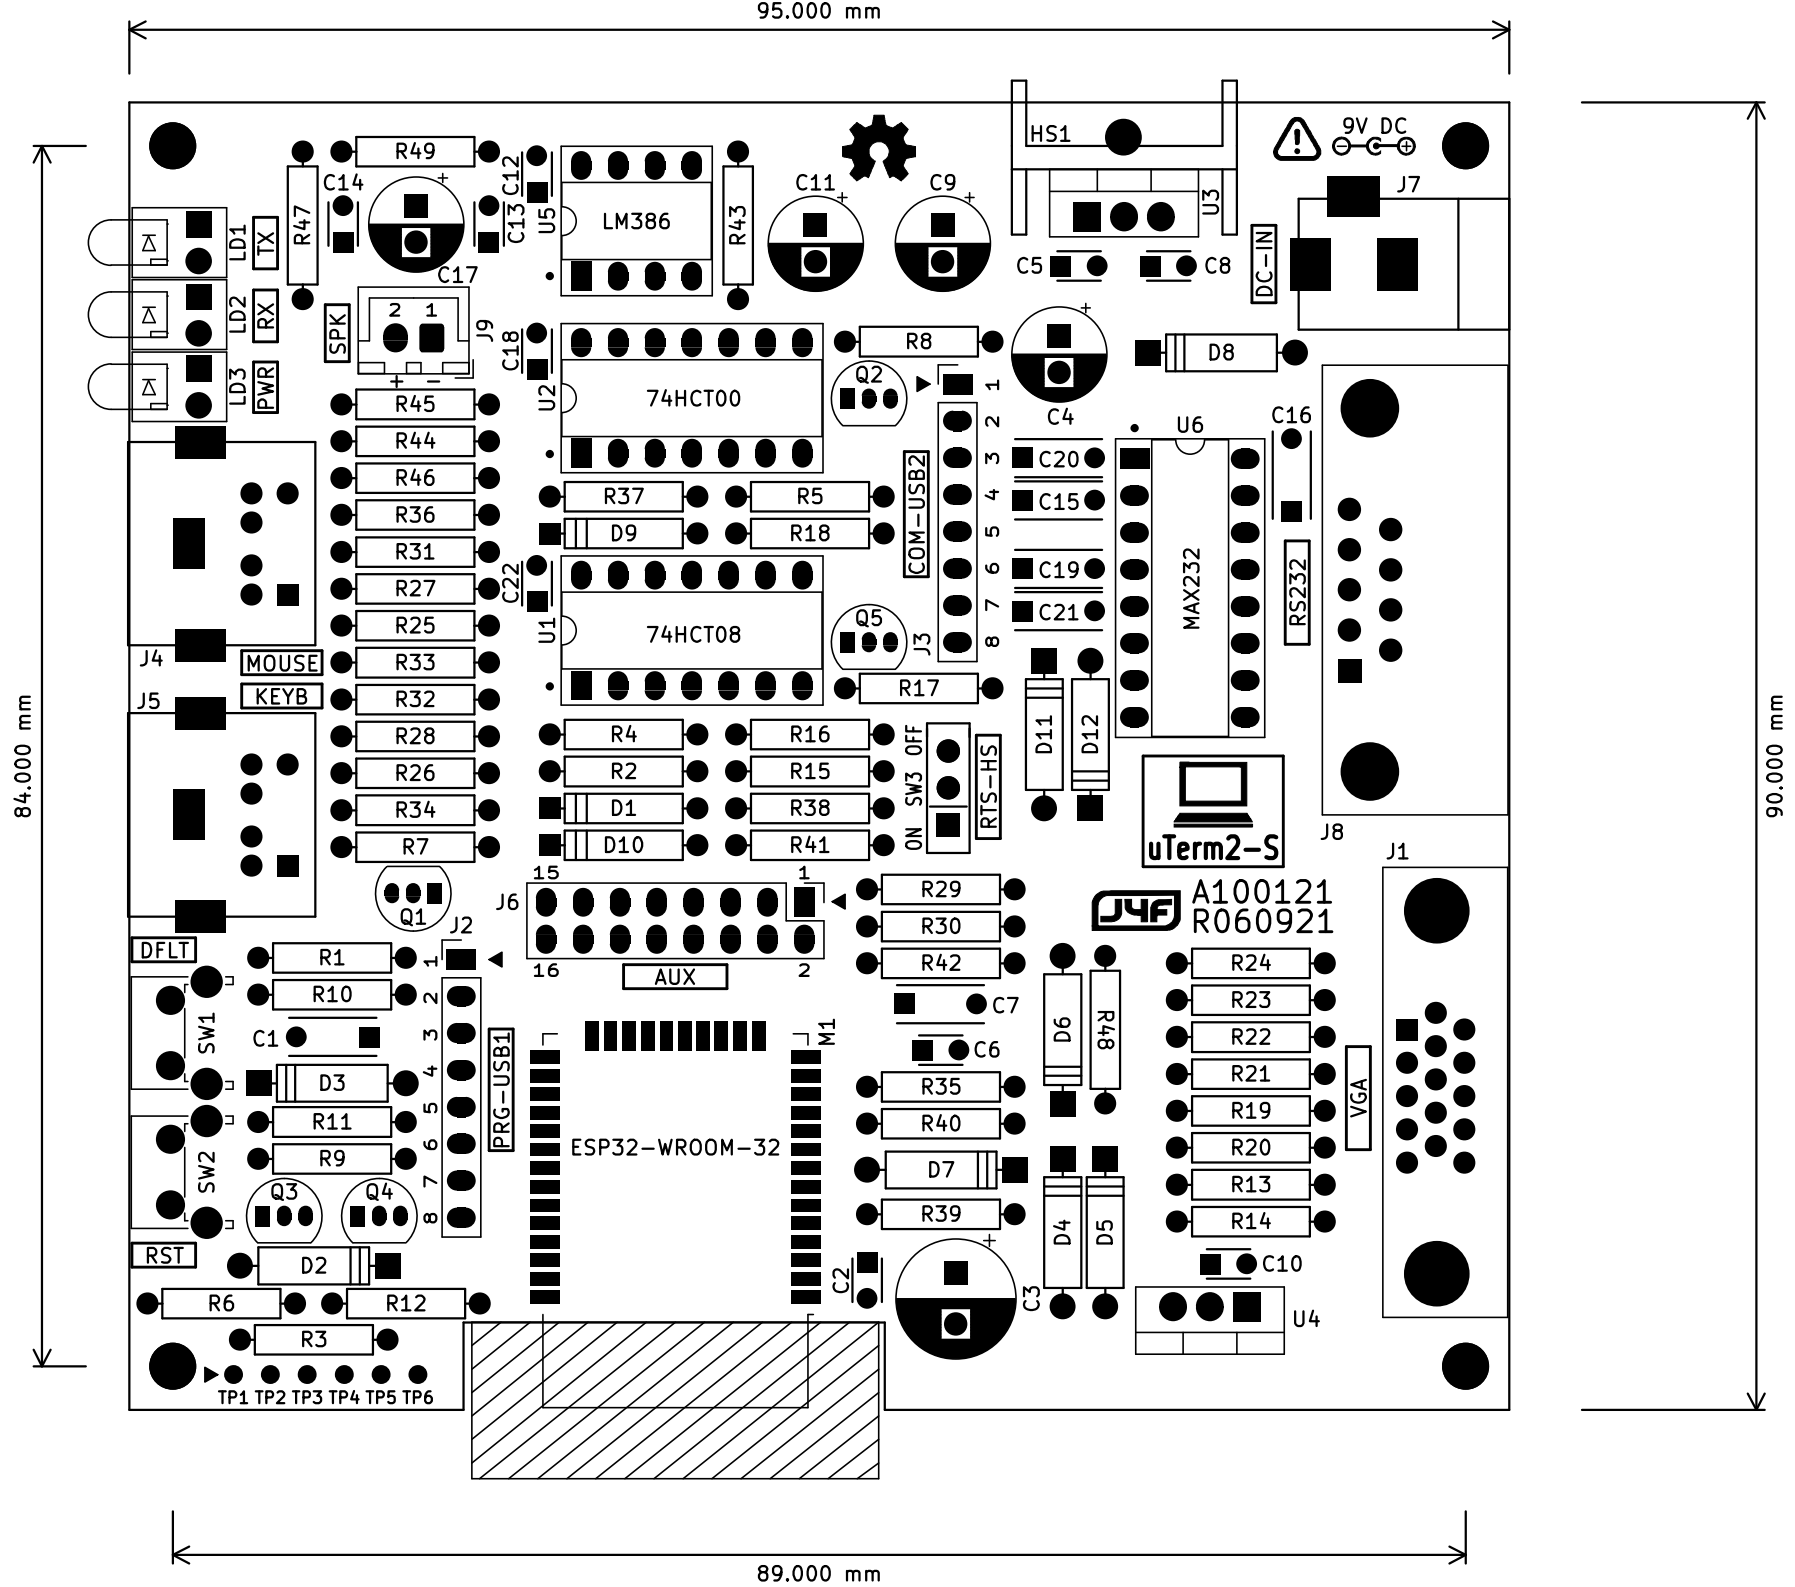 95.000 mm
84.000 mm
90.000 mm
89.000 mm
HS1
9V DC
J7
DC-IN
R49
C14
R47
C17
C13
C12
U5
LM386
R43
C11
C9
U3
C5
C8
LD1
TX
LD2
RX
LD3
PWR
SPK
2 1
J9
+ −
C18
U2
74HCT00
R8
Q2
C4
D8
R45
R44
R46
R36
R31
R27
R25
R33
R32
R28
R26
R34
R7
Q1
R37
R5
D9
R18
C22
U1
74HCT08
Q5
R17
COM-USB2
J3
1
2
3
4
5
6
7
8
C20
C15
C19
C21
U6
MAX232
C16
RS232
J8
J4
MOUSE
KEYB
J5
R4
R16
R2
R15
D1
R38
D10
R41
OFF
SW3
ON
RTS-HS
D11
D12
uTerm2-S
J4F
A100121
R060921
J1
VGA
15 1
J6
16 2
AUX
R29
R30
R42
C7
C6
R35
R40
D7
R39
D6
R48
D4
D5
R24
R23
R22
R21
R19
R20
R13
R14
C10
U4
C2
C3
DFLT
SW1
SW2
RST
R1
R10
C1
D3
R11
R9
Q3
Q4
D2
R6
R12
R3
J2
1
2
3
4
5
6
7
8
PRG-USB1
M1
ESP32-WROOM-32
TP1 TP2 TP3 TP4 TP5 TP6